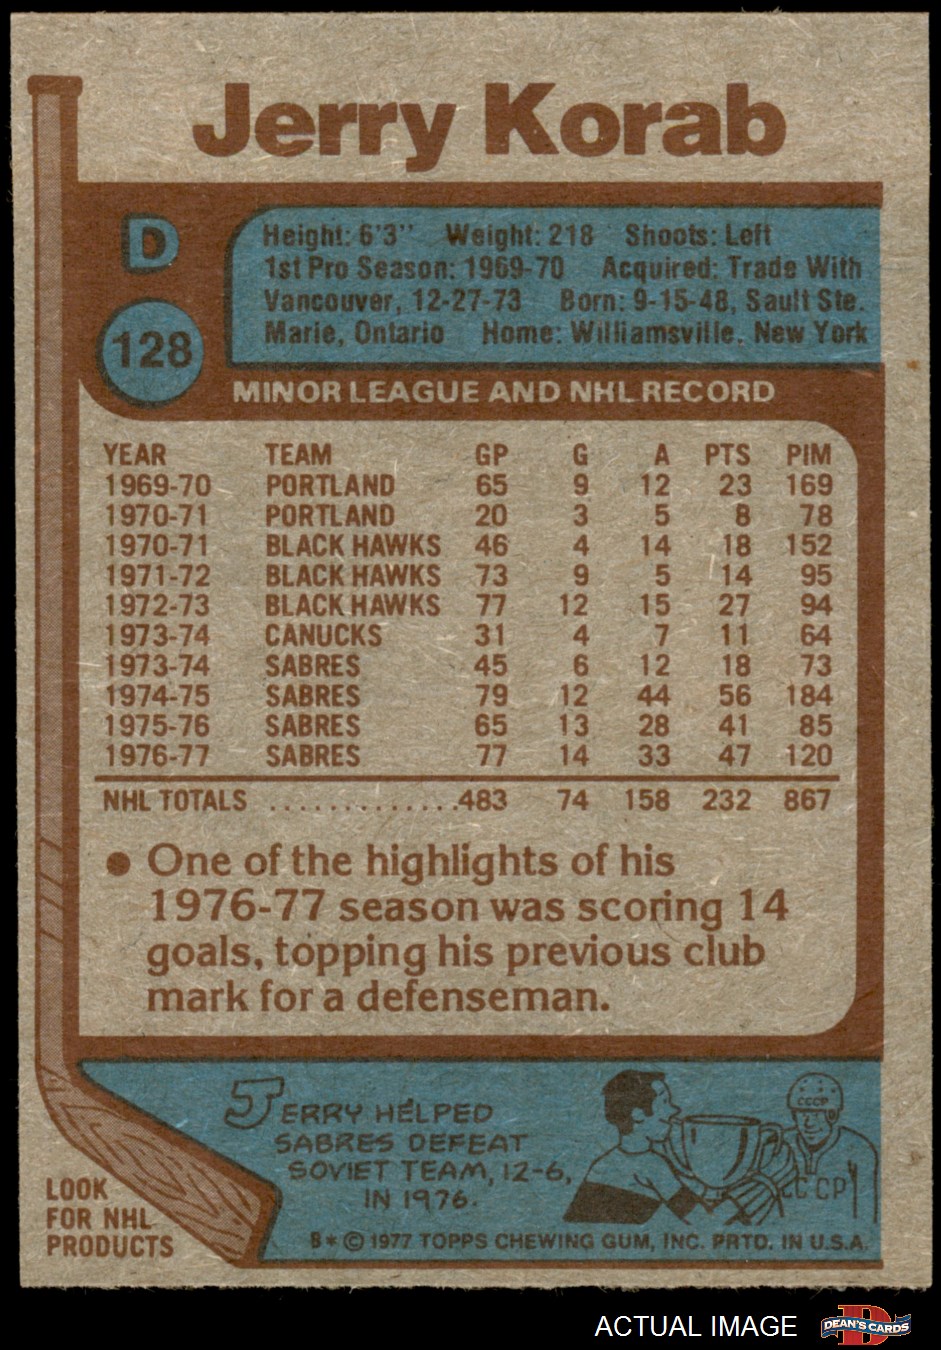 Jerry Korab
D
128
Height: 6'3" Weight: 218 Shoots: Left
1st Pro Season: 1969-70 Acquired: Trade With
Vancouver, 12-27-73 Born: 9-15-48, Sault Ste.
Marie, Ontario Home: Williamsville, New York
MINOR LEAGUE AND NHL RECORD
YEAR TEAM GP G A PTS PIM
1969-70 PORTLAND 65 9 12 23 169
1970-71 PORTLAND 20 3 5 8 78
1970-71 BLACK HAWKS 46 4 14 18 152
1971-72 BLACK HAWKS 73 9 5 14 95
1972-73 BLACK HAWKS 77 12 15 27 94
1973-74 CANUCKS 31 4 7 11 64
1973-74 SABRES 45 6 12 18 73
1974-75 SABRES 79 12 44 56 184
1975-76 SABRES 65 13 28 41 85
1976-77 SABRES 77 14 33 47 120
NHL TOTALS .............. 483 74 158 232 867
● One of the highlights of his
1976-77 season was scoring 14
goals, topping his previous club
mark for a defenseman.
JERRY HELPED
SABRES DEFEAT
SOVIET TEAM, 12-6,
IN 1976.
CCCP
CCCP
LOOK
FOR NHL
PRODUCTS
B * © 1977 TOPPS CHEWING GUM, INC. PRTD. IN U.S.A.
ACTUAL IMAGE
D
DEAN'S CARDS